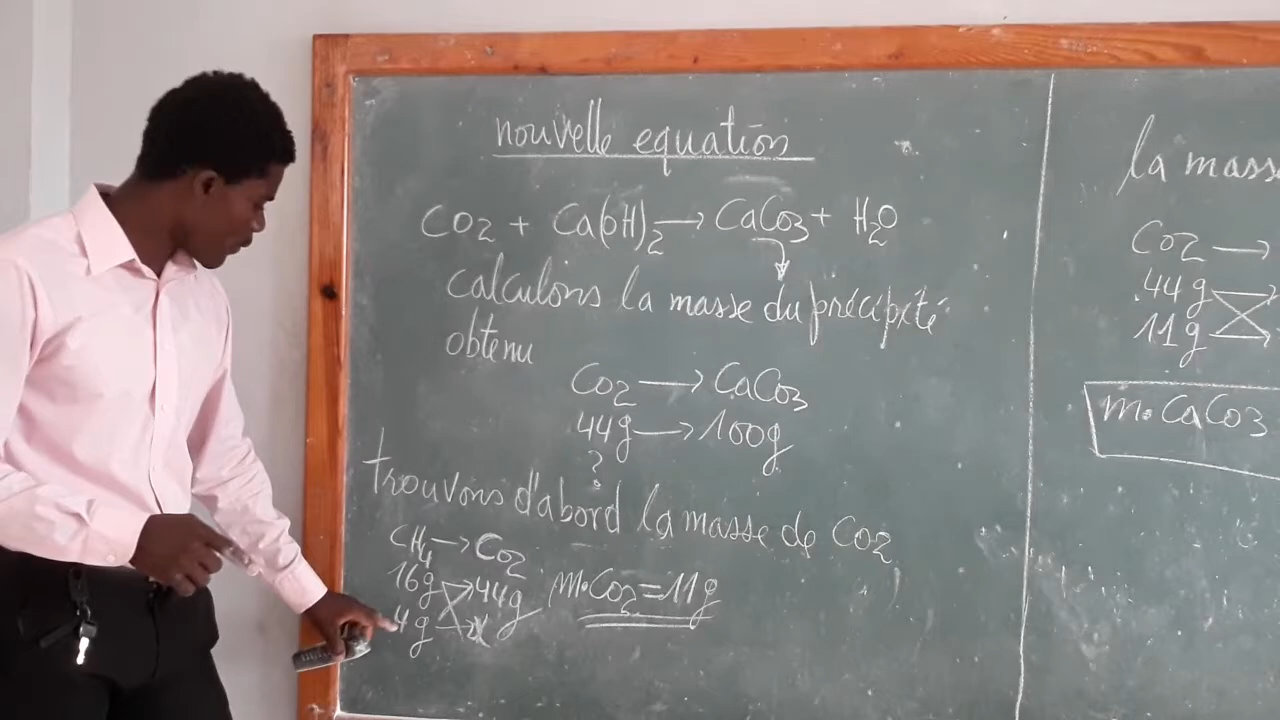 nouvelle equation
CO2 + Ca(OH)2 → CaCO3 + H2O
calculons la masse du précipité
obtenu
CO2 → CaCO3
44g → 100g
?
trouvons d'abord la masse de CO2
CH4 → CO2
16g → 44g
4g → x
m.CO2 = 11g
la mass
CO2 →
44g
11g
m.CaCO3